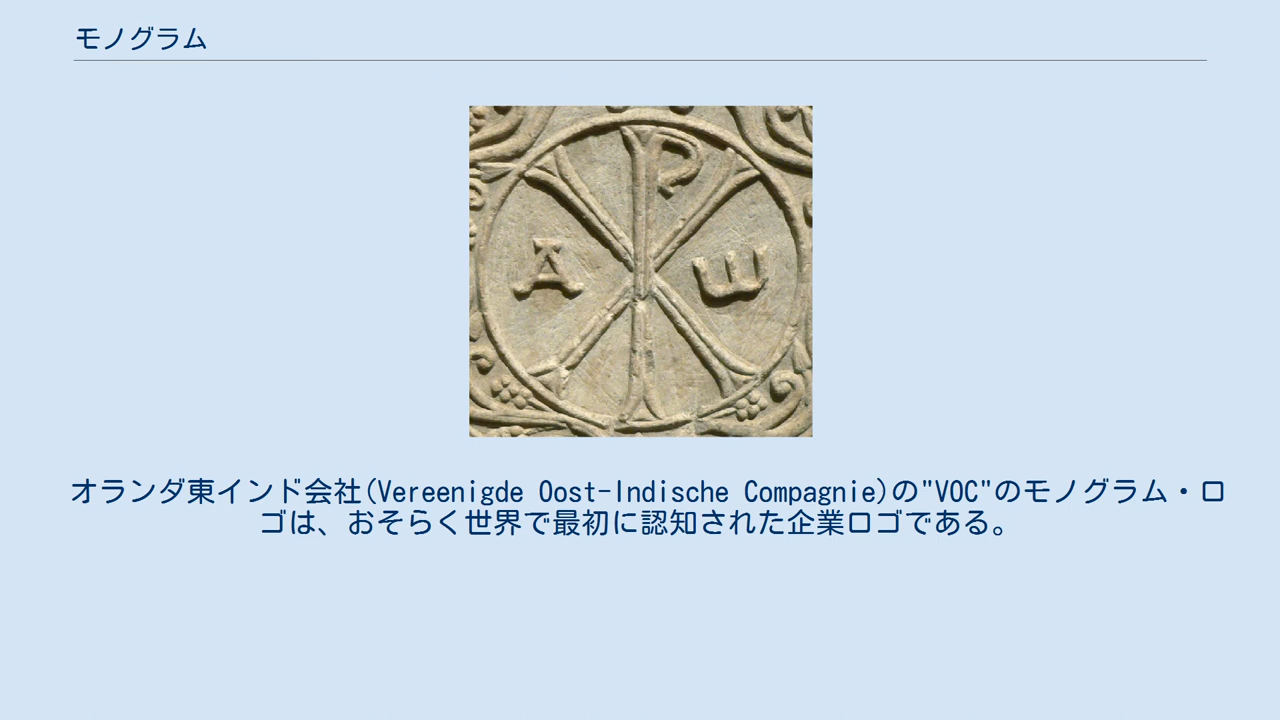 モノグラム
P
A ω
オランダ東インド会社(Vereenigde Oost-Indische Compagnie)の"VOC"のモノグラム・ロ
ゴは、おそらく世界で最初に認知された企業ロゴである。